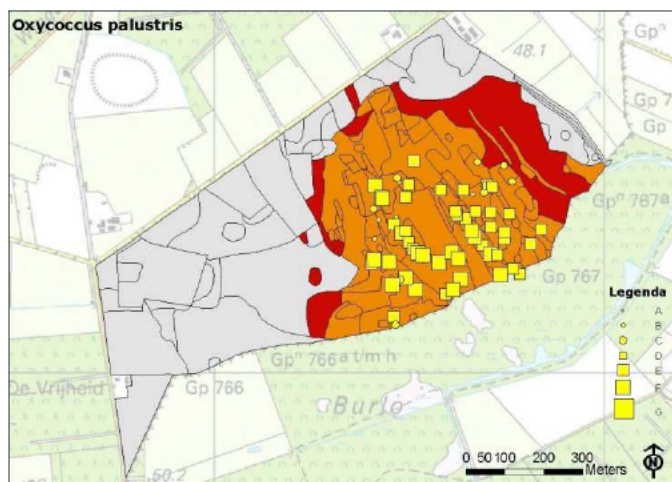 Oxycoccus palustris
48.1
Gpⁿ
Gp 7
Gp
Gpⁿ 767ᵃ
Gp 767
Legenda
A
B
C
D
E
F
G
Gpⁿ 766ᵃ t/m h
Gp 766
De Vrijheid
Burlo
50.2
0 50 100 200 300
Meters
N